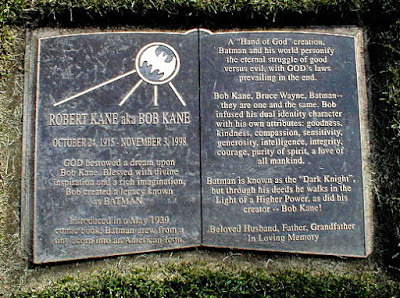 ROBERT KANE aka BOB KANE
OCTOBER 24, 1915 - NOVEMBER 3, 1998
GOD bestowed a dream upon
Bob Kane. Blessed with divine
inspiration and a rich imagination,
Bob created a legacy known
as BATMAN.
Introduced in a May 1939
comic book, Batman grew from a
tiny acorn into an American icon.
A "Hand of God" creation,
Batman and his world personify
the eternal struggle of good
versus evil, with GOD's laws
prevailing in the end.
Bob Kane, Bruce Wayne, Batman--
they are one and the same. Bob
infused his dual identity character
with his own attributes: goodness,
kindness, compassion, sensitivity,
generosity, intelligence, integrity,
courage, purity of spirit, a love of
all mankind.
Batman is known as the "Dark Knight",
but through his deeds he walks in the
Light of a Higher Power, as did his
creator -- Bob Kane!
Beloved Husband, Father, Grandfather
In Loving Memory